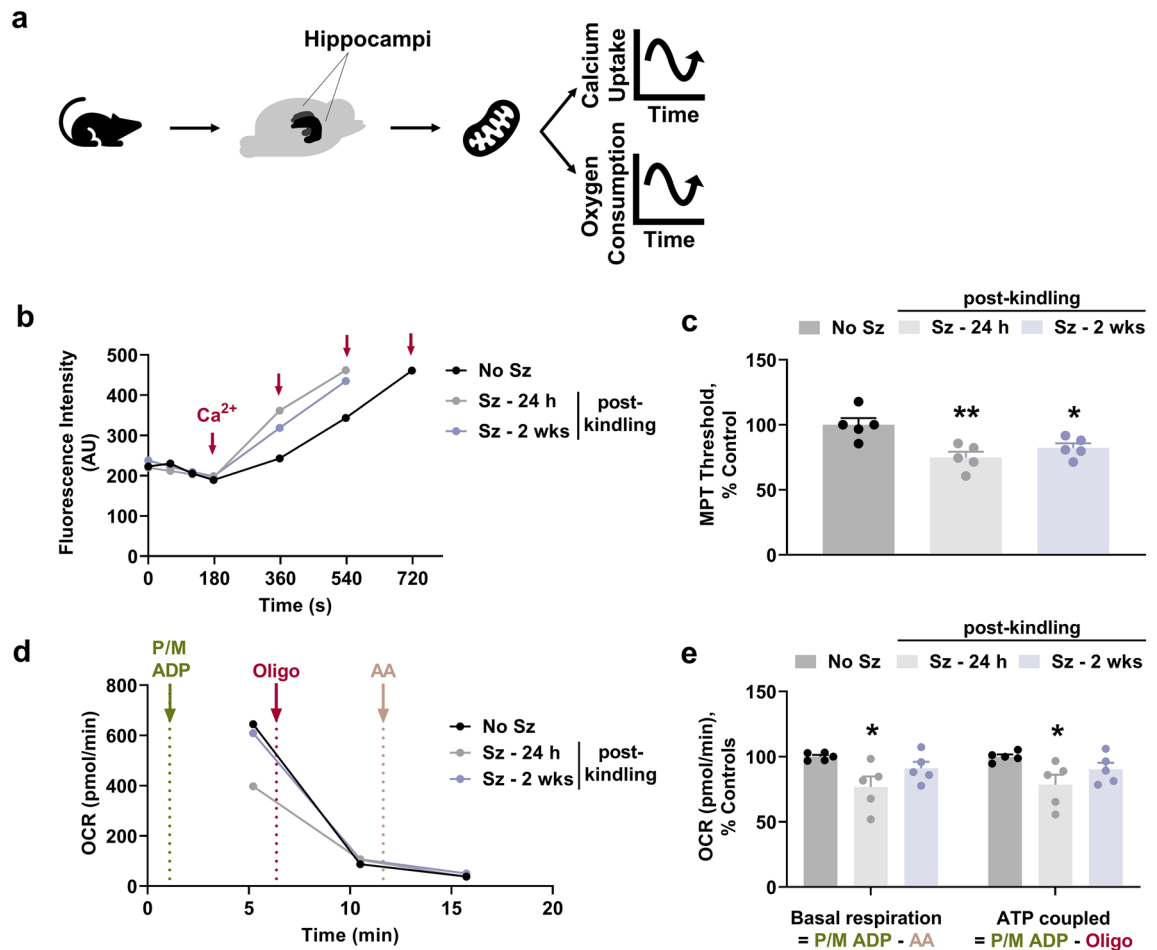 a
Hippocampi
Calcium
Uptake
Time
Oxygen
Consumption
Time
b
Fluorescence Intensity
(AU)
500
400
300
200
100
0
Ca2+
0 180 360 540 720
Time (s)
No Sz
Sz - 24 h
Sz - 2 wks
post-
kindling
c
post-kindling
No Sz Sz - 24 h Sz - 2 wks
MPT Threshold,
% Control
150
100
50
0
** *
d
P/M
ADP
Oligo
AA
OCR (pmol/min)
800
600
400
200
0
0 5 10 15 20
Time (min)
No Sz
Sz - 24 h
Sz - 2 wks
post-
kindling
e
post-kindling
No Sz Sz - 24 h Sz - 2 wks
OCR (pmol/min),
% Controls
150
100
50
0
* *
Basal respiration
= P/M ADP - AA
ATP coupled
= P/M ADP - Oligo